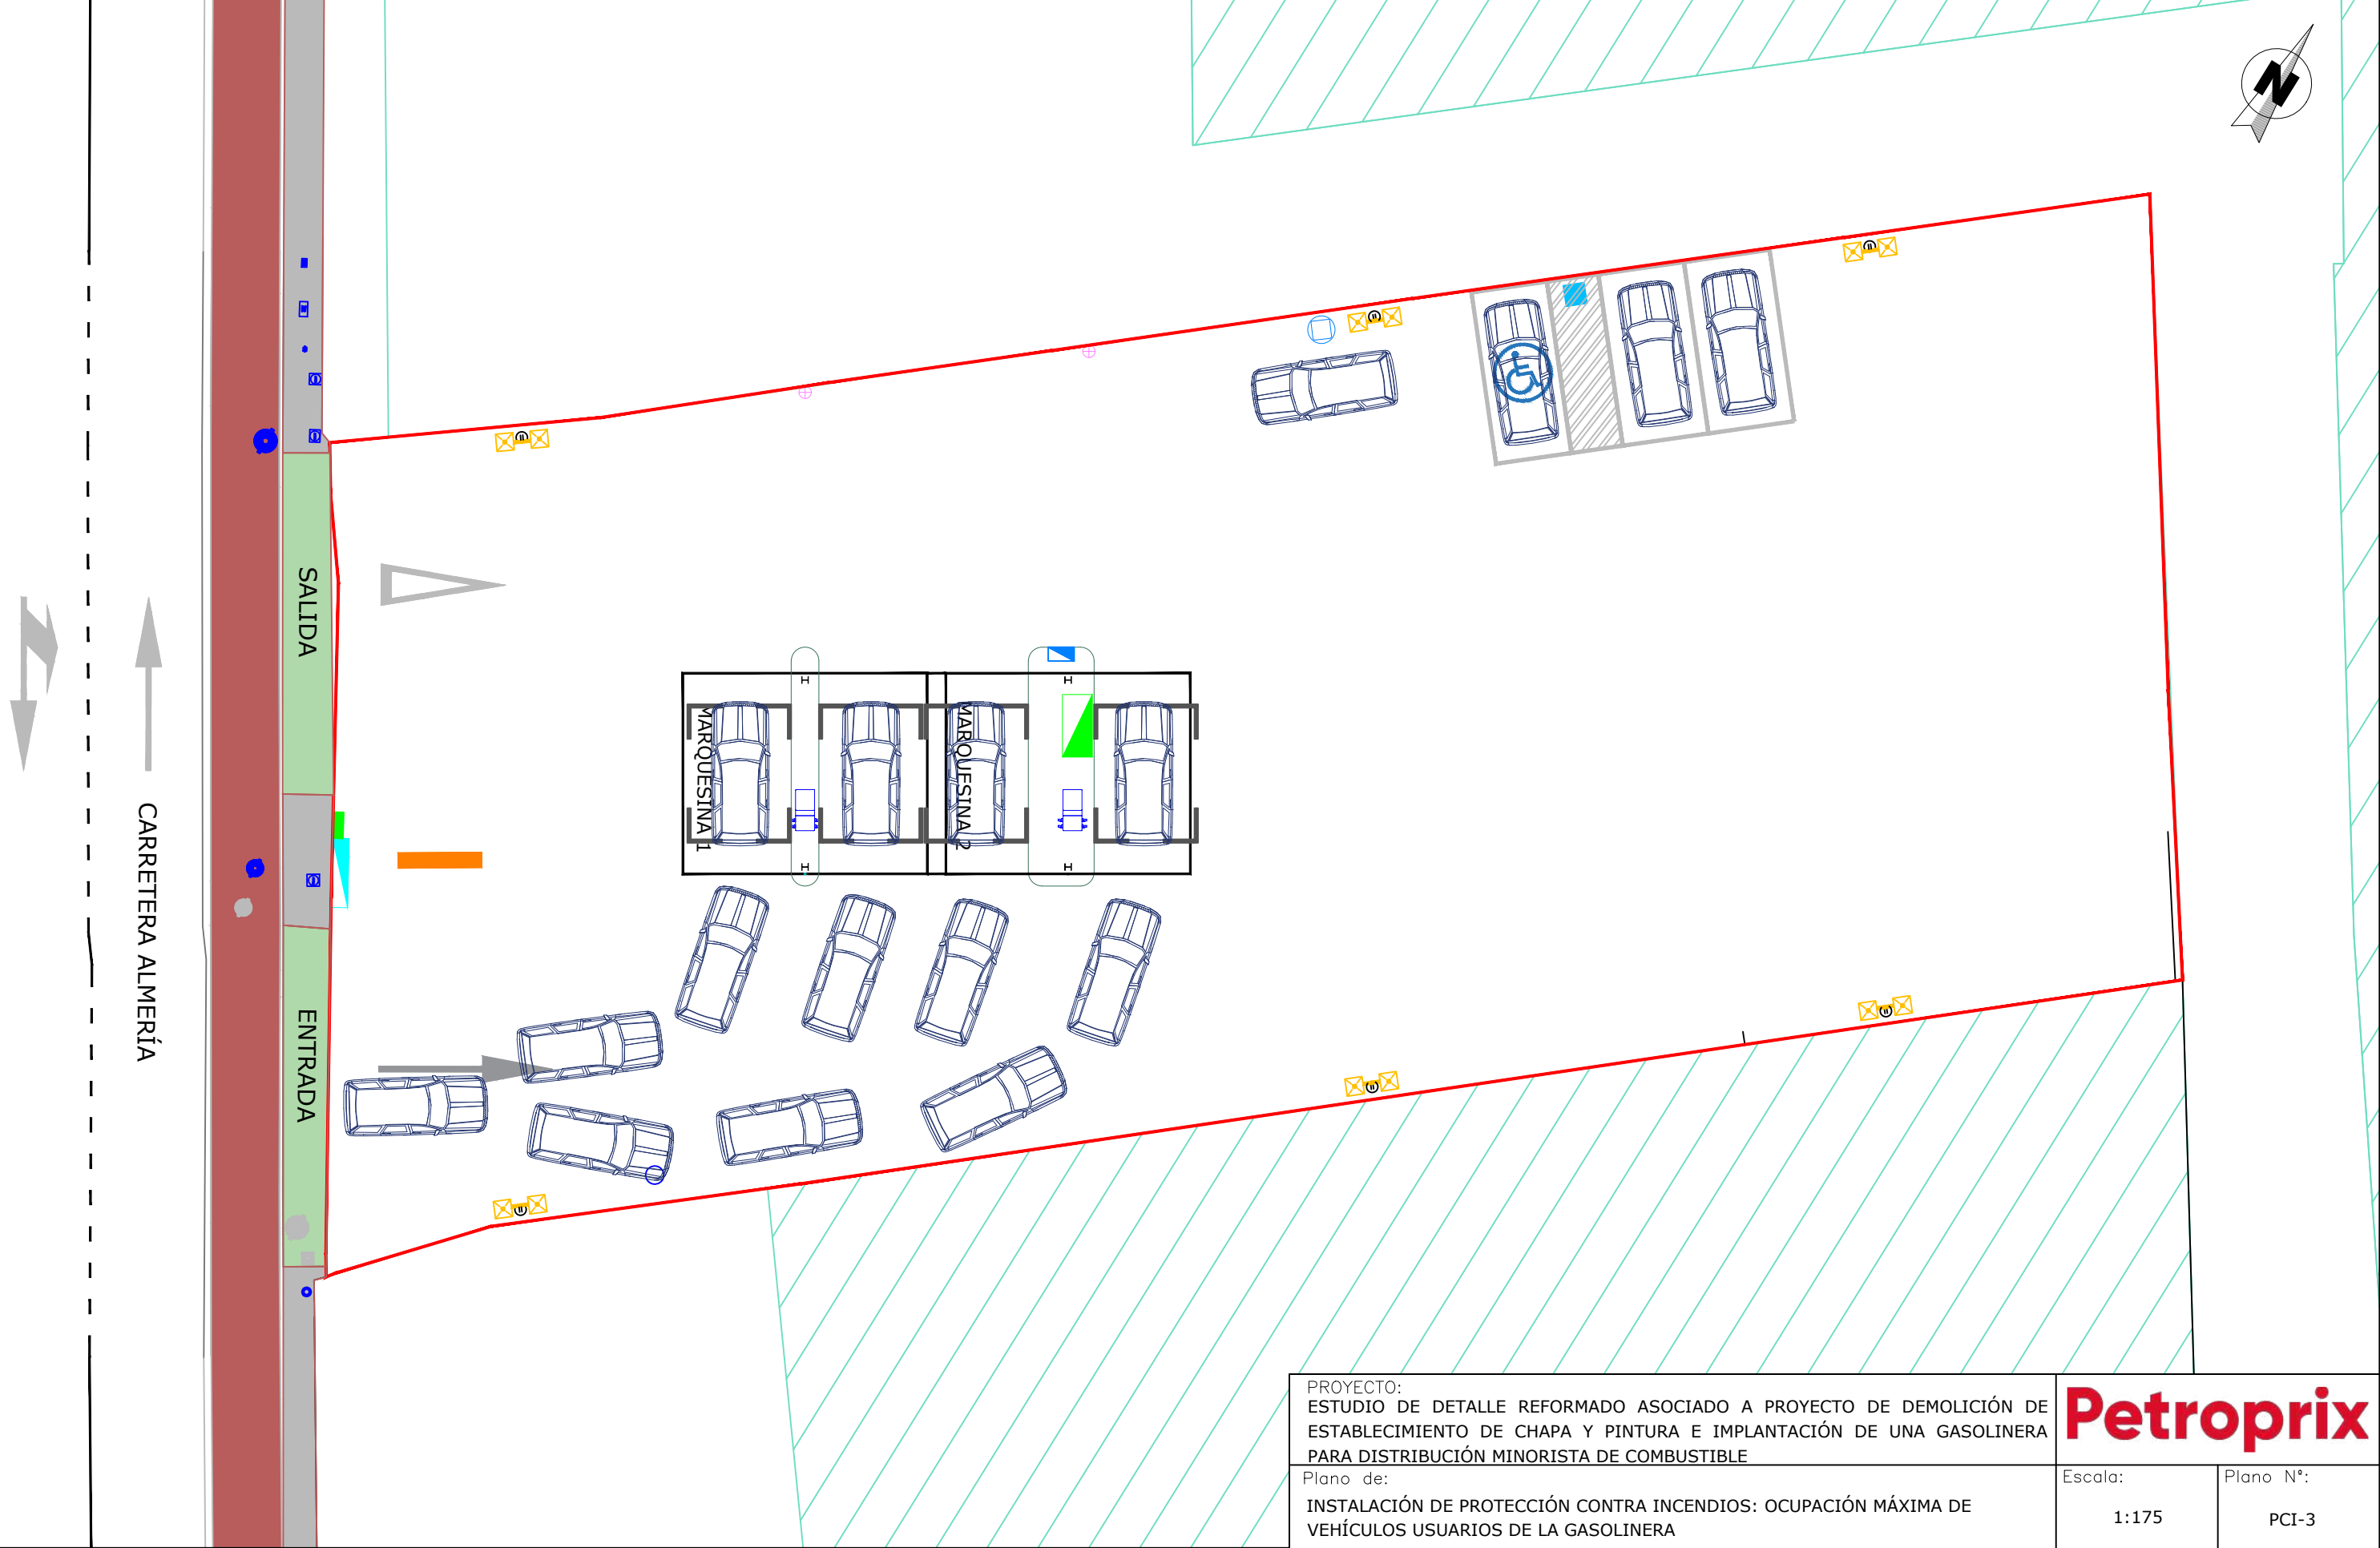 N
SALIDA
CARRETERA ALMERÍA
ENTRADA
MARQUESINA 1
MARQUESINA 2
PROYECTO:
ESTUDIO DE DETALLE REFORMADO ASOCIADO A PROYECTO DE DEMOLICIÓN DE
ESTABLECIMIENTO DE CHAPA Y PINTURA E IMPLANTACIÓN DE UNA GASOLINERA
PARA DISTRIBUCIÓN MINORISTA DE COMBUSTIBLE
Plano de:
INSTALACIÓN DE PROTECCIÓN CONTRA INCENDIOS: OCUPACIÓN MÁXIMA DE
VEHÍCULOS USUARIOS DE LA GASOLINERA
Petroprix
Escala:
1:175
Plano Nº:
PCI-3